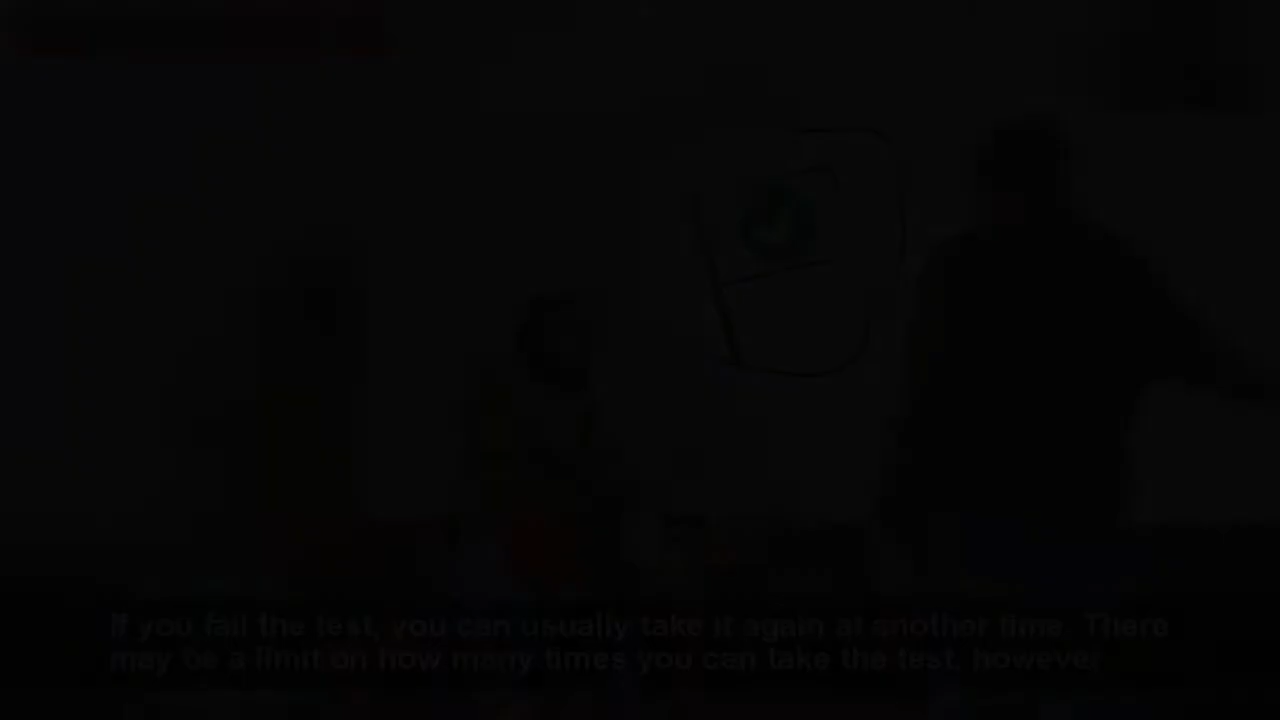 If you fail the test, you can usually take it again at another time. There
may be a limit on how many times you can take the test, however